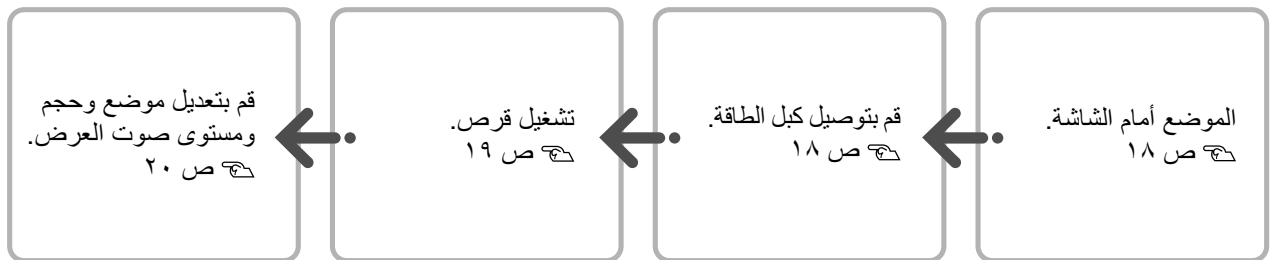 الموضع أمام الشاشة.
ص ١٨
قم بتوصيل كبل الطاقة.
ص ١٨
تشغيل قرص.
ص ١٩
قم بتعديل موضع وحجم
ومستوى صوت العرض.
ص ٢٠